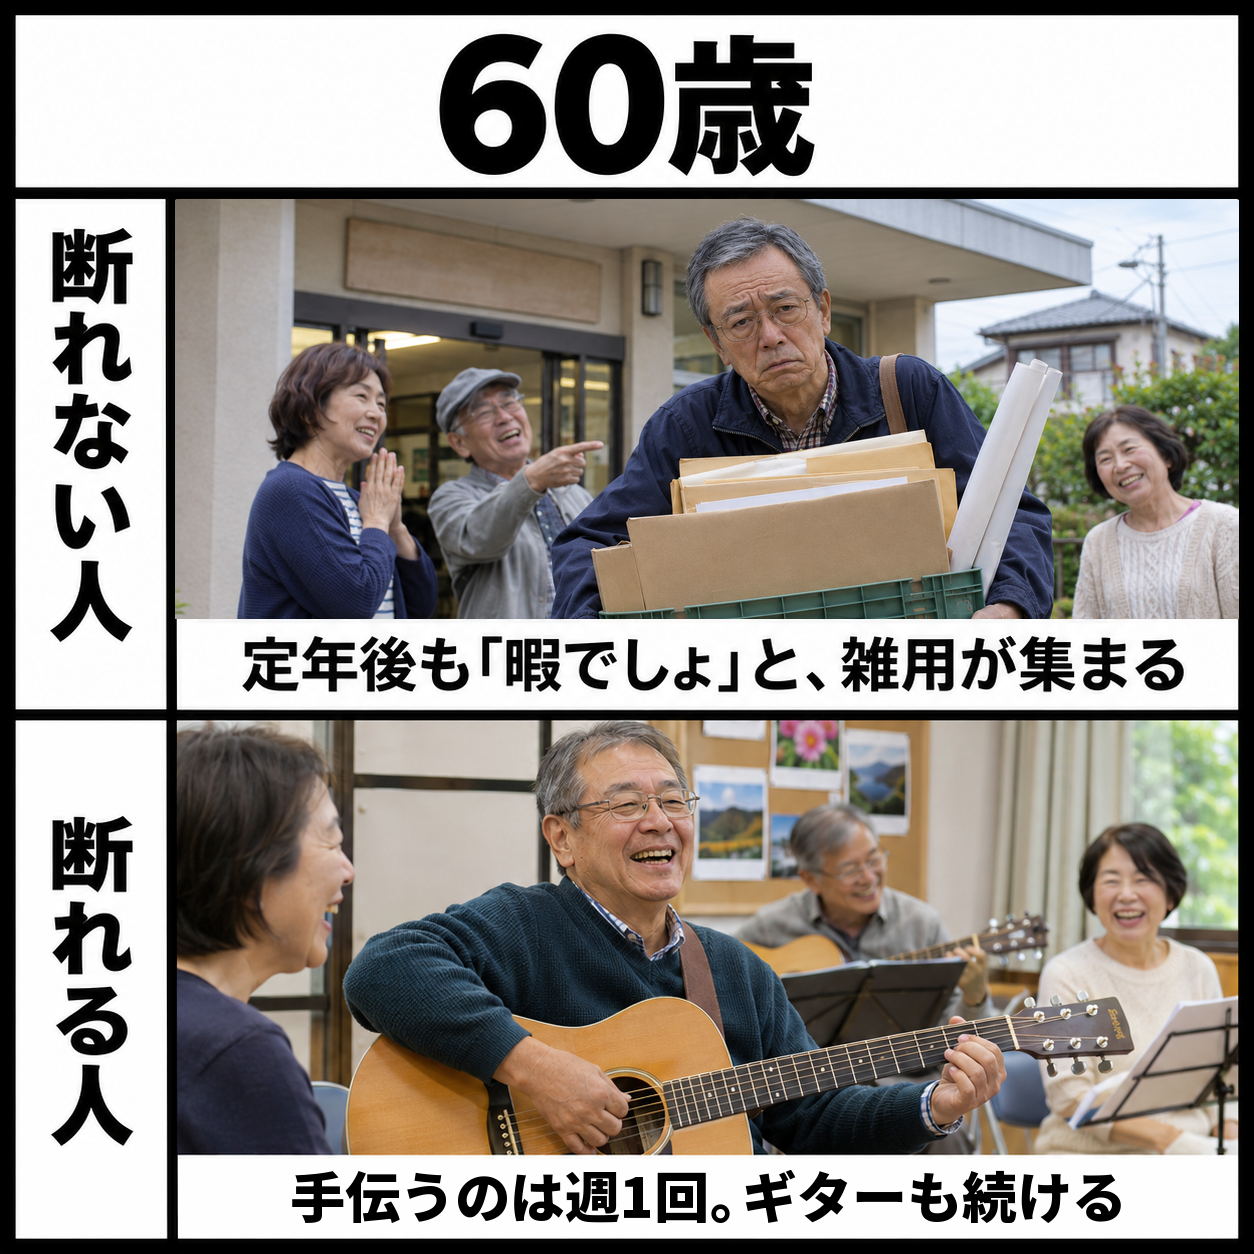 60歳
断れない人
定年後も「暇でしょ」と、雑用が集まる
断れる人
手伝うのは週1回。ギターも続ける